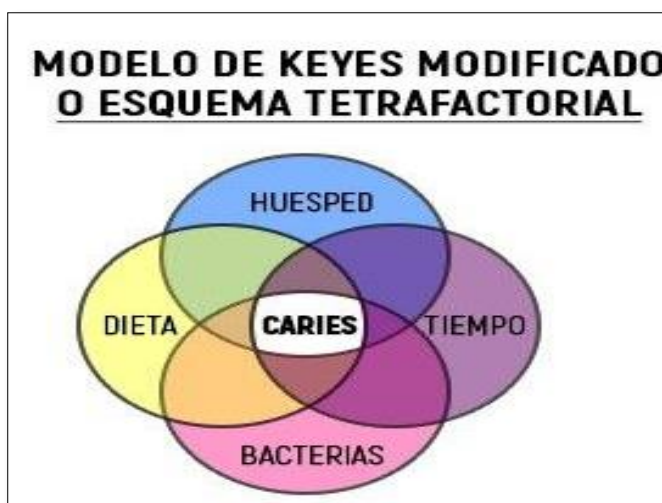 MODELO DE KEYES MODIFICADO
O ESQUEMA TETRAFACTORIAL
HUESPED
DIETA
CARIES
TIEMPO
BACTERIAS